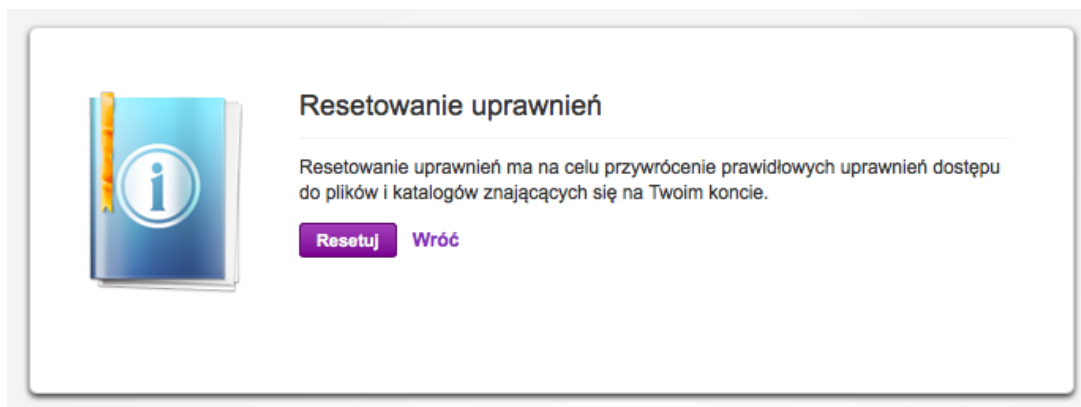 Resetowanie uprawnień
Resetowanie uprawnień ma na celu przywrócenie prawidłowych uprawnień dostępu
do plików i katalogów znającących się na Twoim koncie.
Resetuj Wróć